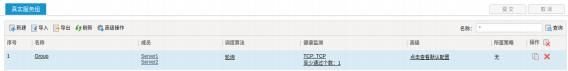 真实服务组
提 交
取 消
新建 导入 导出 刷新 高级操作
名称： *
查询
序号 名称 成员 调度算法 健康监测 高级 所属策略 操作
1 Group Server1 轮询 TCP, TCP 点击查看默认配置 无
Server2 至少通过个数：1